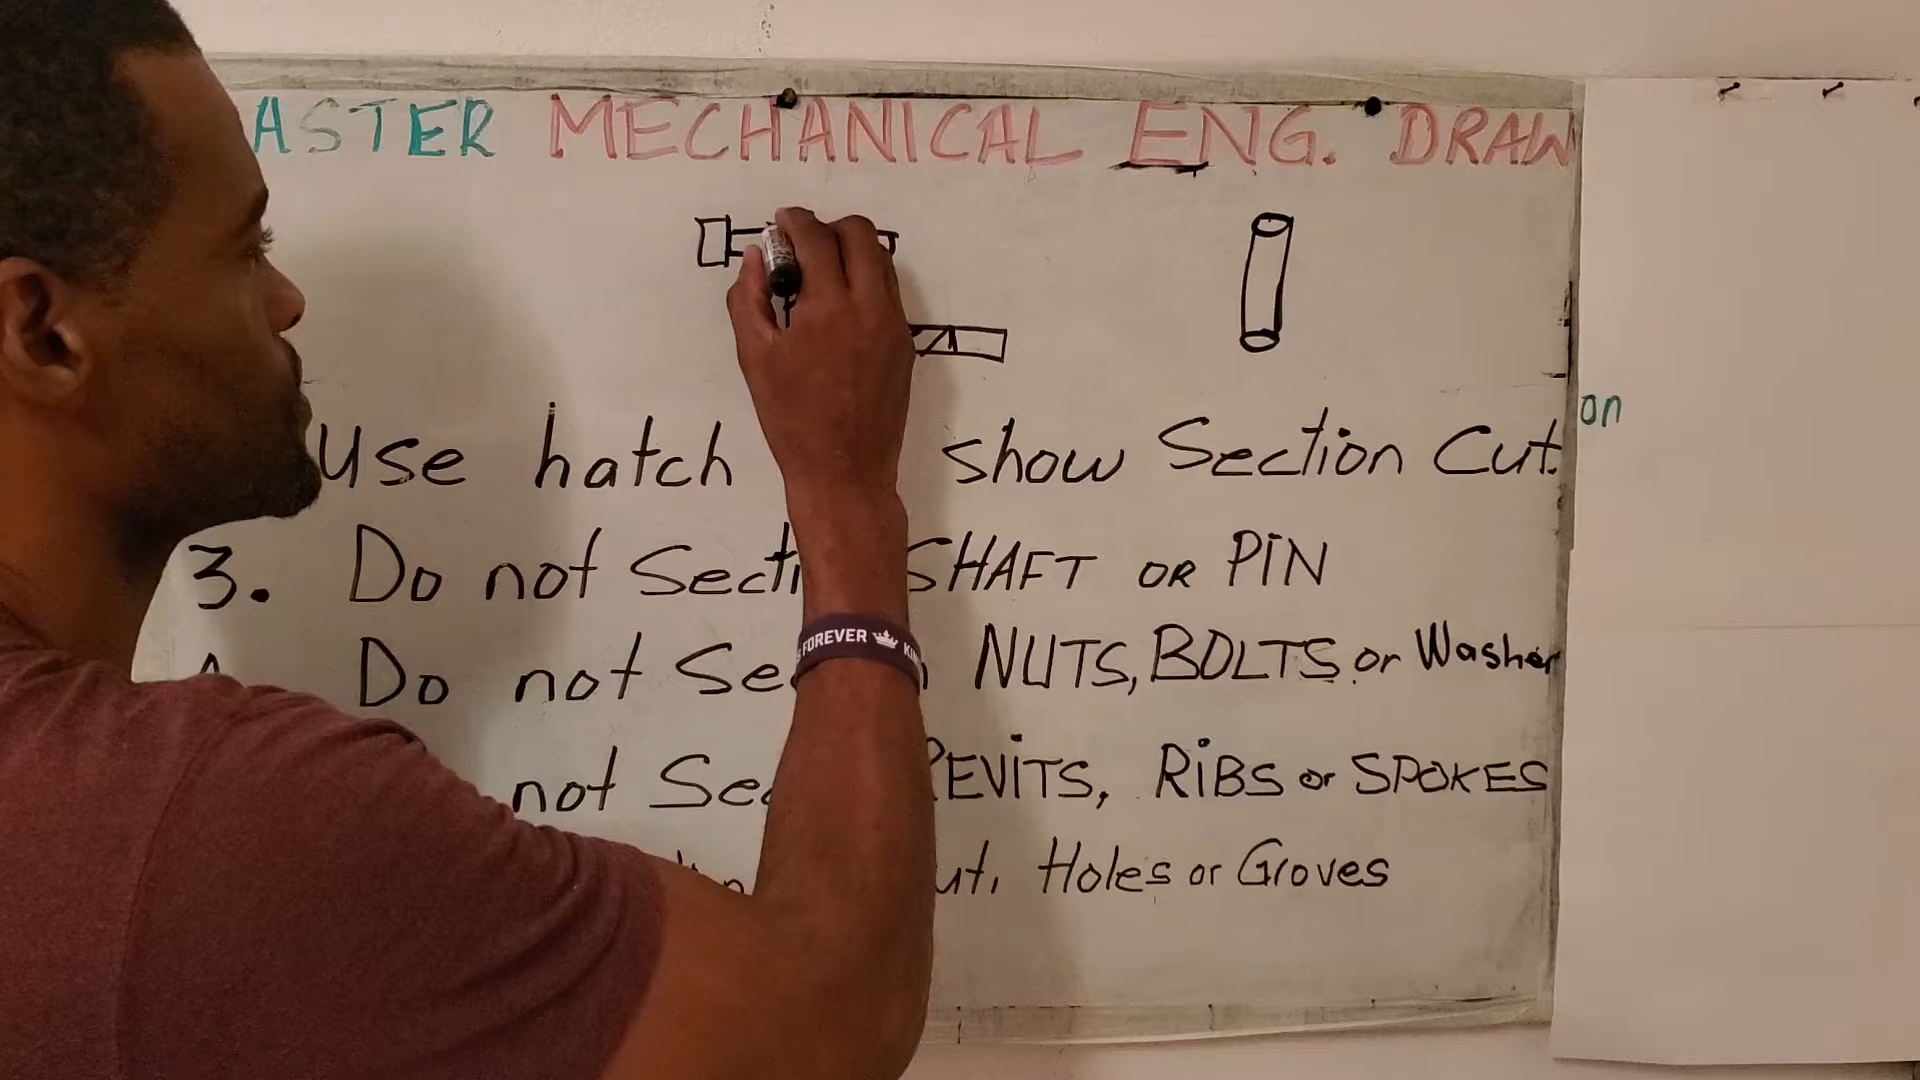 ASTER MECHANICAL ENG. DRAW
on
Use hatch show Section Cut.
3. Do not Secti SHAFT OR PIN
FOREVER
Do not Se NUTS, BOLTS or Washer
not Sec REVITS, RIBS or SPOKES
ut, Holes or Groves